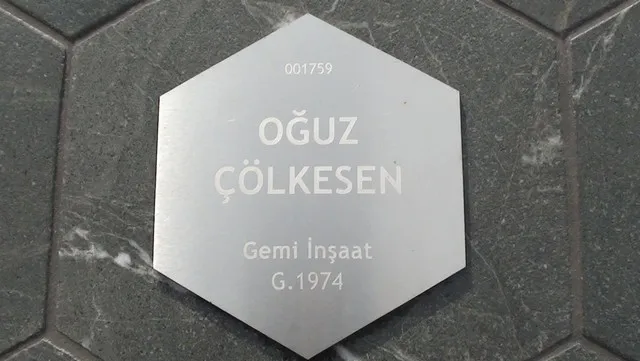 001759
OĞUZ
ÇÖLKESEN
Gemi İnşaat
G.1974